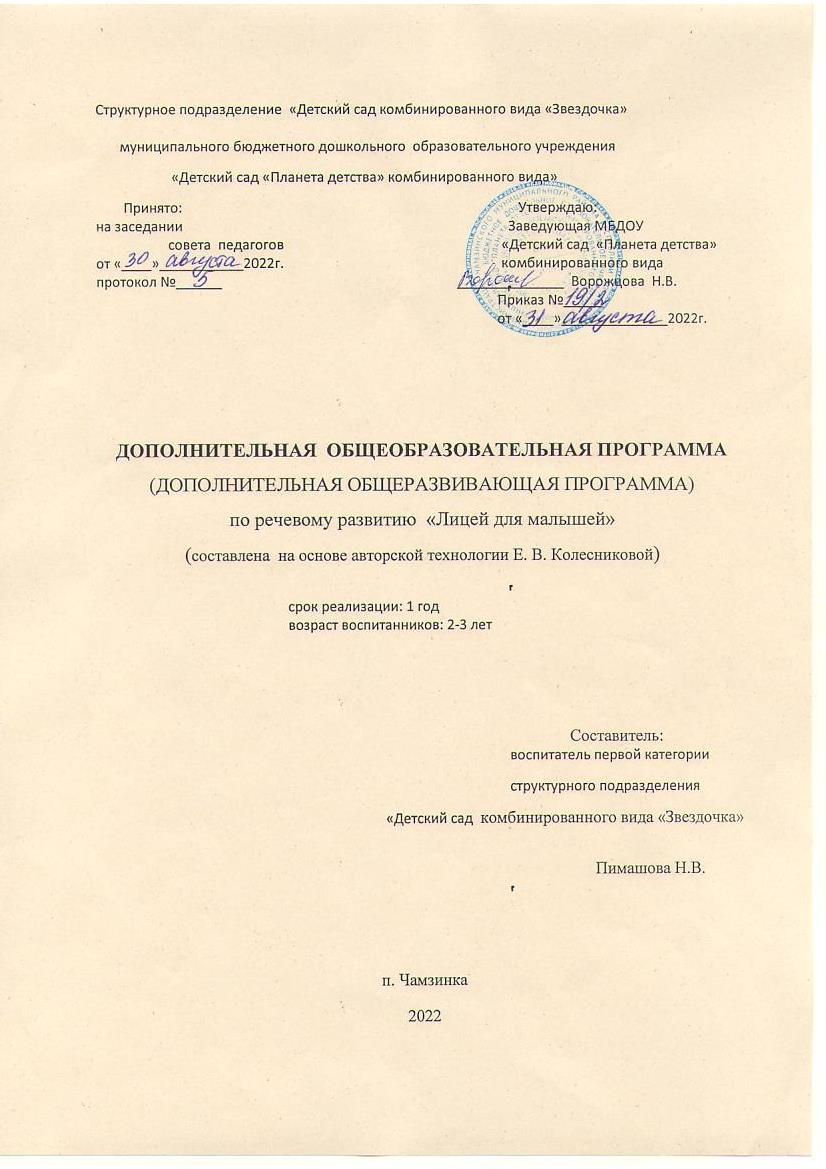 Структурное подразделение «Детский сад комбинированного вида «Звездочка»
муниципального бюджетного дошкольного образовательного учреждения
«Детский сад «Планета детства» комбинированного вида»
Принято:
на заседании
совета педагогов
от « 30 » августа 2022г.
протокол № 5
Утверждаю:
Заведующая МБДОУ
«Детский сад «Планета детства»
комбинированного вида
Ворожцова Н.В.
Приказ № 19/2
от « 31 » августа 2022г.
ДОПОЛНИТЕЛЬНАЯ ОБЩЕОБРАЗОВАТЕЛЬНАЯ ПРОГРАММА
(ДОПОЛНИТЕЛЬНАЯ ОБЩЕРАЗВИВАЮЩАЯ ПРОГРАММА)
по речевому развитию «Лицей для малышей»
(составлена на основе авторской технологии Е. В. Колесниковой)
срок реализации: 1 год
возраст воспитанников: 2-3 лет
Составитель:
воспитатель первой категории
структурного подразделения
«Детский сад комбинированного вида «Звездочка»
Пимашова Н.В.
п. Чамзинка
2022